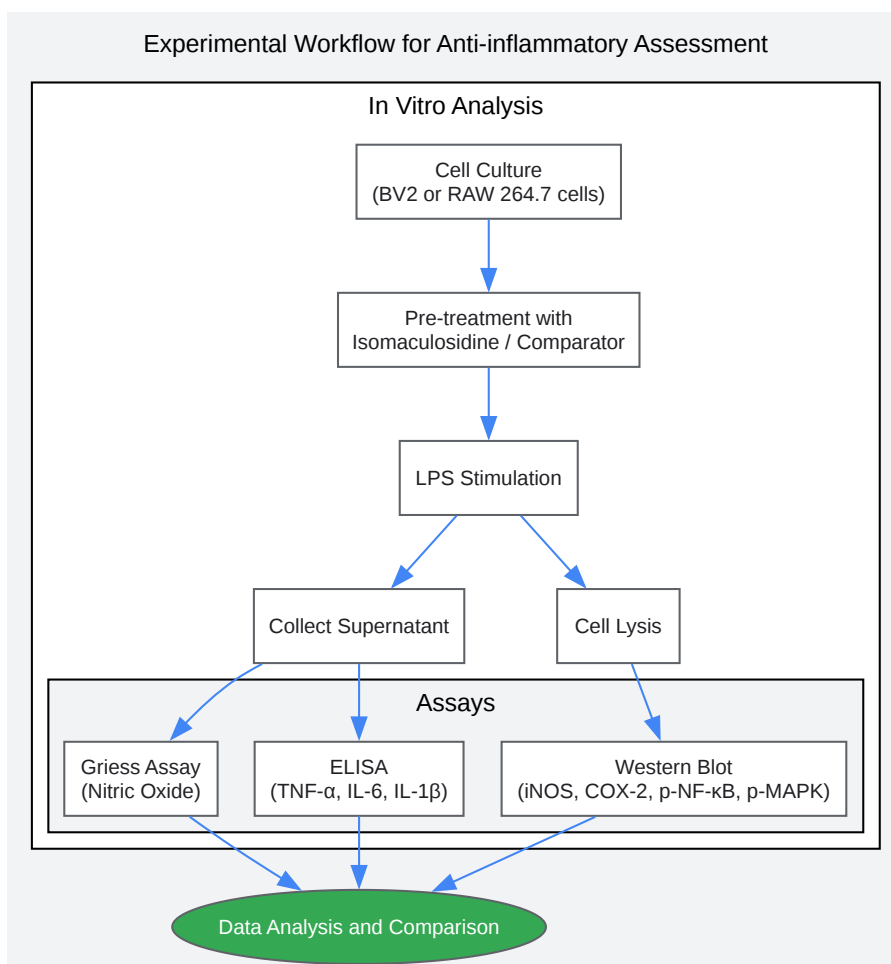 Experimental Workflow for Anti-inflammatory Assessment
In Vitro Analysis
Cell Culture
(BV2 or RAW 264.7 cells)
Pre-treatment with
Isomaculosidine / Comparator
LPS Stimulation
Collect Supernatant
Cell Lysis
Assays
Griess Assay
(Nitric Oxide)
ELISA
(TNF-α, IL-6, IL-1β)
Western Blot
(iNOS, COX-2, p-NF-κB, p-MAPK)
Data Analysis and Comparison